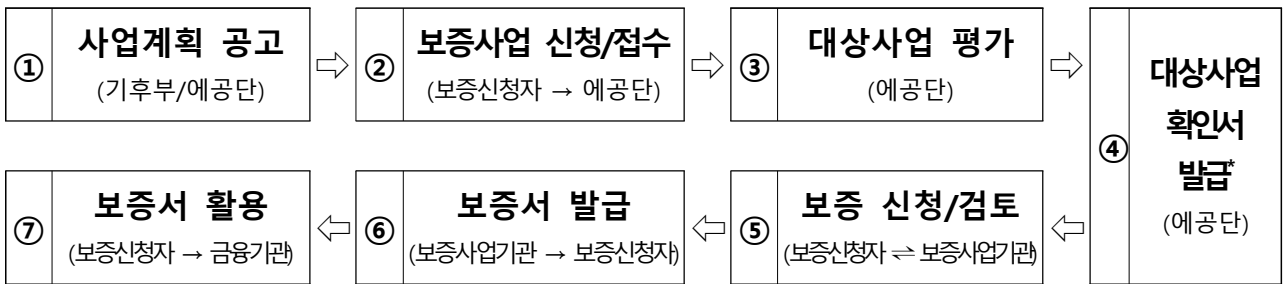 ① 사업계획 공고
(기후부/에공단)
⇨
② 보증사업 신청/접수
(보증신청자 → 에공단)
⇨
③ 대상사업 평가
(에공단)
⇨
④ 대상사업
확인서
발급*
(에공단)
⇦
⑤ 보증 신청/검토
(보증신청자 ⇌ 보증사업기관)
⇦
⑥ 보증서 발급
(보증사업기관 → 보증신청자)
⇦
⑦ 보증서 활용
(보증신청자 → 금융기관)